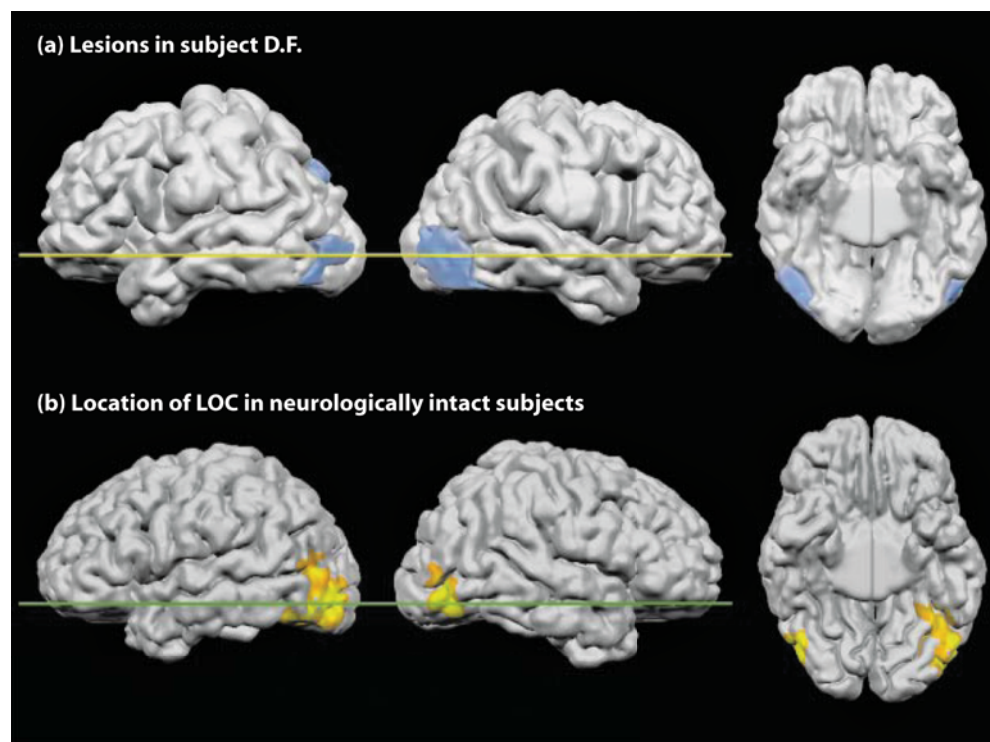 (a) Lesions in subject D.F.
(b) Location of LOC in neurologically intact subjects